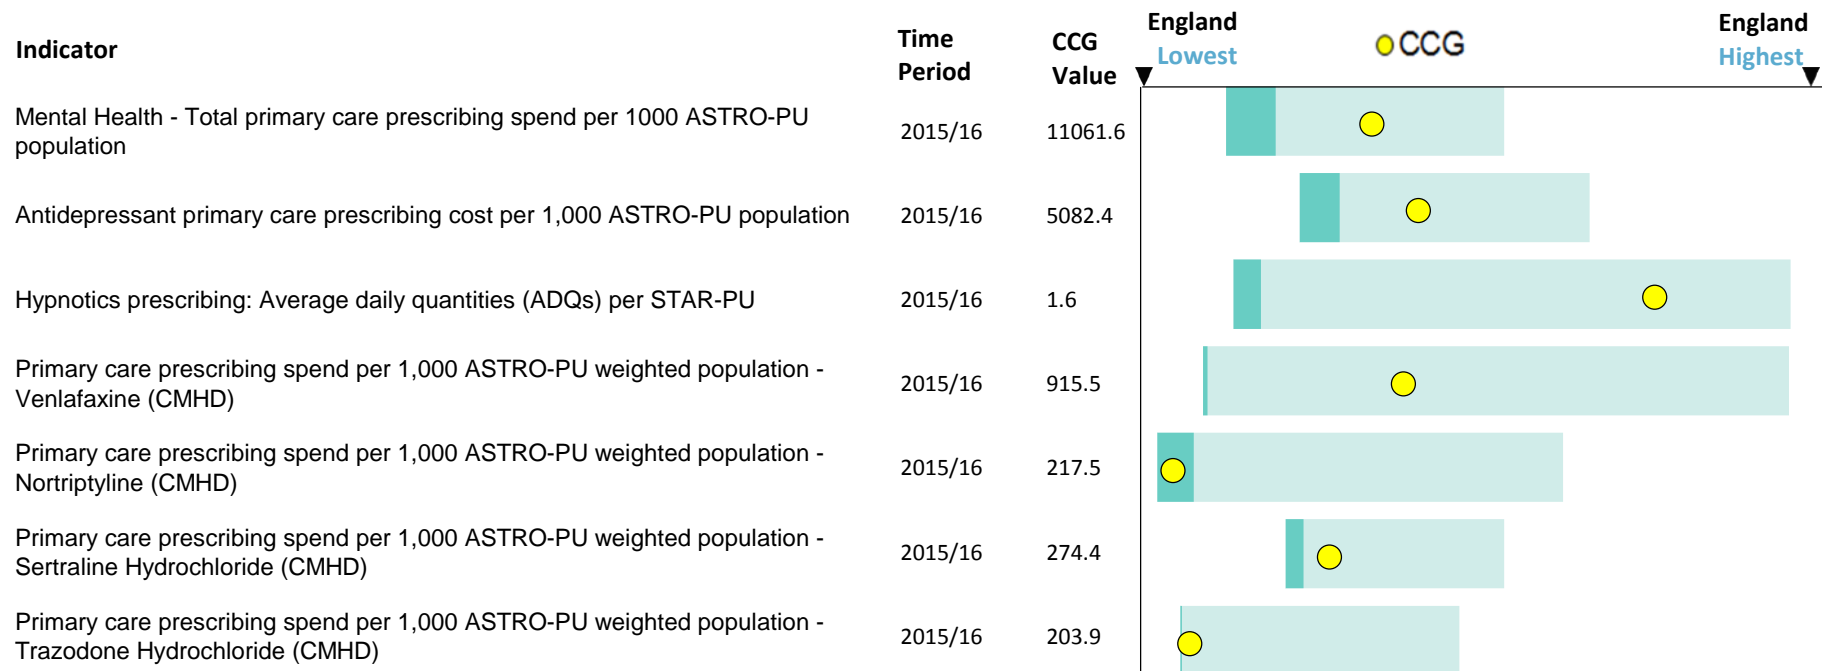 Indicator
Time
Period
CCG
Value
England
Lowest
CCG
England
Highest
Mental Health - Total primary care prescribing spend per 1000 ASTRO-PU
population
2015/16
11061.6
Antidepressant primary care prescribing cost per 1,000 ASTRO-PU population
2015/16
5082.4
Hypnotics prescribing: Average daily quantities (ADQs) per STAR-PU
2015/16
1.6
Primary care prescribing spend per 1,000 ASTRO-PU weighted population -
Venlafaxine (CMHD)
2015/16
915.5
Primary care prescribing spend per 1,000 ASTRO-PU weighted population -
Nortriptyline (CMHD)
2015/16
217.5
Primary care prescribing spend per 1,000 ASTRO-PU weighted population -
Sertraline Hydrochloride (CMHD)
2015/16
274.4
Primary care prescribing spend per 1,000 ASTRO-PU weighted population -
Trazodone Hydrochloride (CMHD)
2015/16
203.9